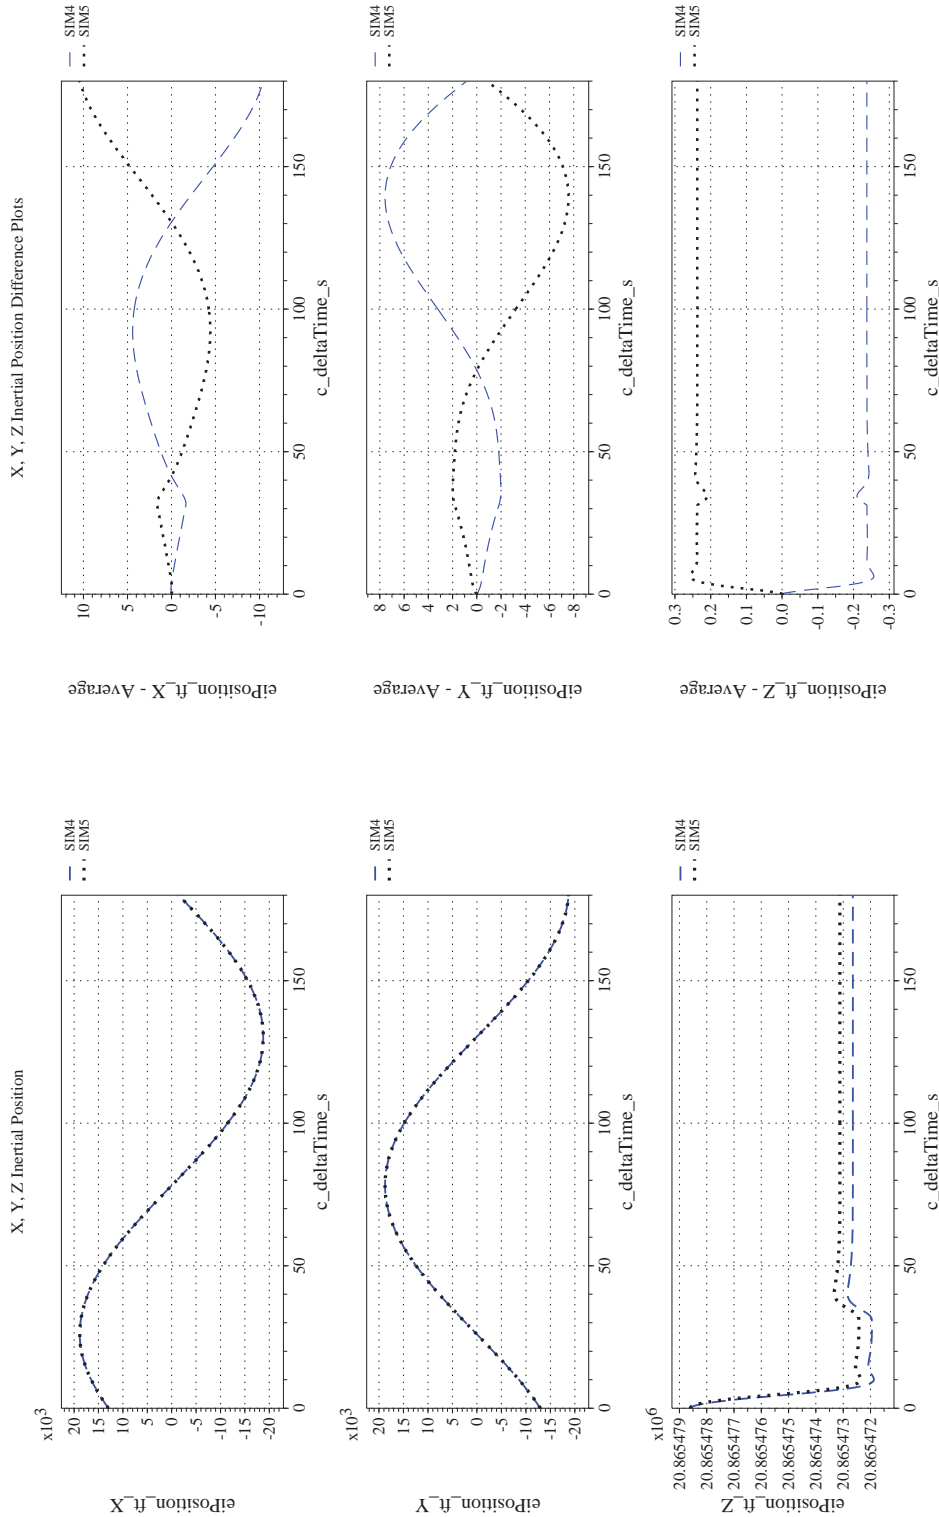 X, Y, Z Inertial Position
x10³
20
15
10
5
0
-5
-10
-15
-20
eiPosition_ft_X
0
50
100
150
c_deltaTime_s
SIM4
SIM5
x10³
20
15
10
5
0
-5
-10
-15
-20
eiPosition_ft_Y
0
50
100
150
c_deltaTime_s
SIM4
SIM5
x10⁶
20.865479
20.865478
20.865477
20.865476
20.865475
20.865474
20.865473
20.865472
eiPosition_ft_Z
0
50
100
150
c_deltaTime_s
SIM4
SIM5
X, Y, Z Inertial Position Difference Plots
10
5
0
-5
-10
eiPosition_ft_X - Average
0
50
100
150
c_deltaTime_s
SIM4
SIM5
8
6
4
2
0
-2
-4
-6
-8
eiPosition_ft_Y - Average
0
50
100
150
c_deltaTime_s
SIM4
SIM5
0.3
0.2
0.1
0.0
-0.1
-0.2
-0.3
eiPosition_ft_Z - Average
0
50
100
150
c_deltaTime_s
SIM4
SIM5